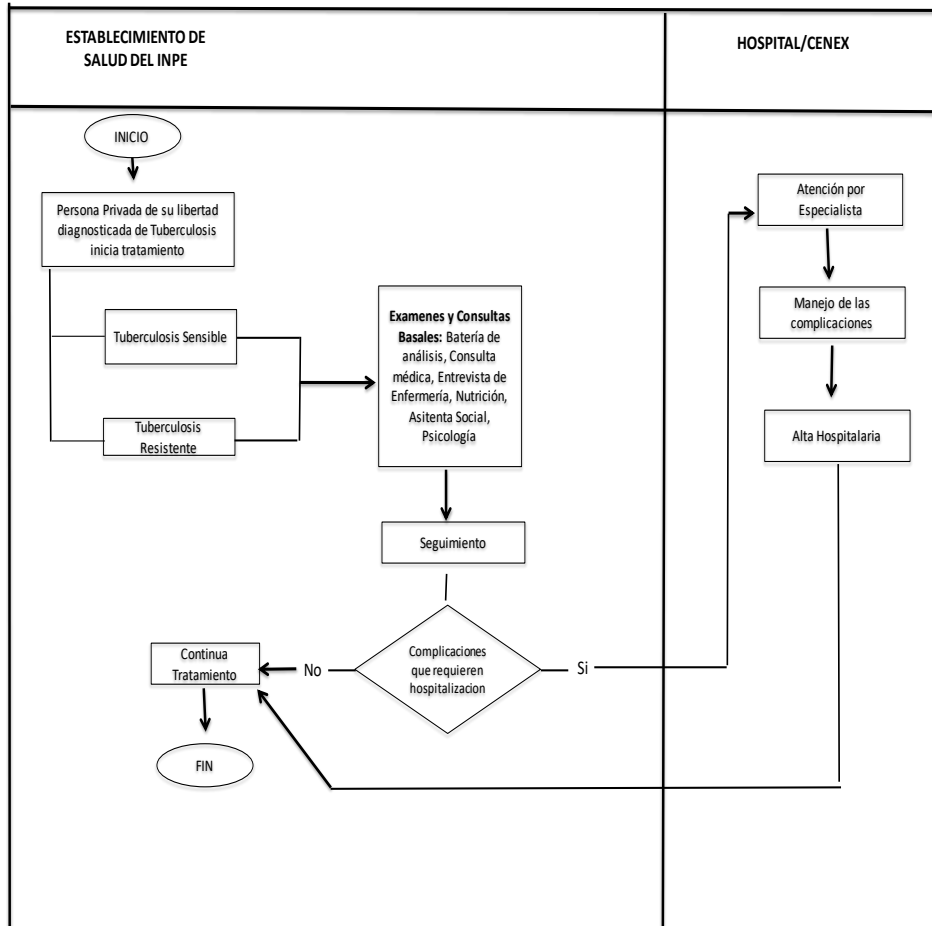 ESTABLECIMIENTO DE
SALUD DEL INPE
HOSPITAL/CENEX
INICIO
Persona Privada de su libertad
diagnosticada de Tuberculosis
inicia tratamiento
Tuberculosis Sensible
Tuberculosis
Resistente
Examenes y Consultas
Basales: Batería de
análisis, Consulta
médica, Entrevista de
Enfermería, Nutrición,
Asitenta Social,
Psicología
Seguimiento
Complicaciones
que requieren
hospitalizacion
No
Si
Continua
Tratamiento
FIN
Atención por
Especialista
Manejo de las
complicaciones
Alta Hospitalaria